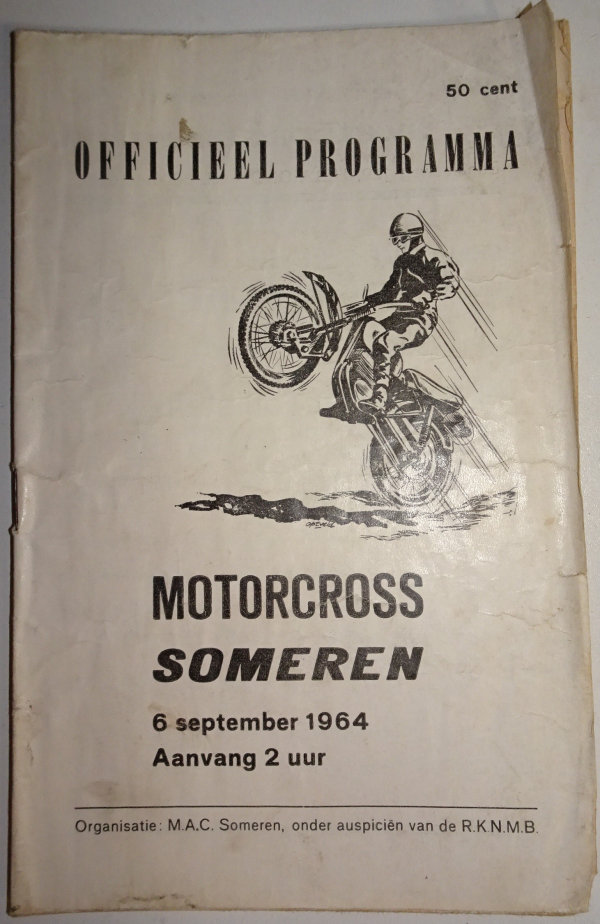 50 cent
OFFICIEEL PROGRAMMA
MOTORCROSS
SOMEREN
6 september 1964
Aanvang 2 uur
Organisatie: M.A.C. Someren, onder auspiciën van de R.K.N.M.B.